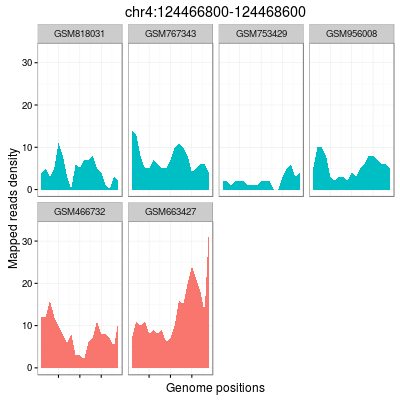 chr4:124466800-124468600
GSM818031 GSM767343 GSM753429 GSM956008
30
20
10
0
Mapped reads density
GSM466732 GSM663427
30
20
10
0
Genome positions